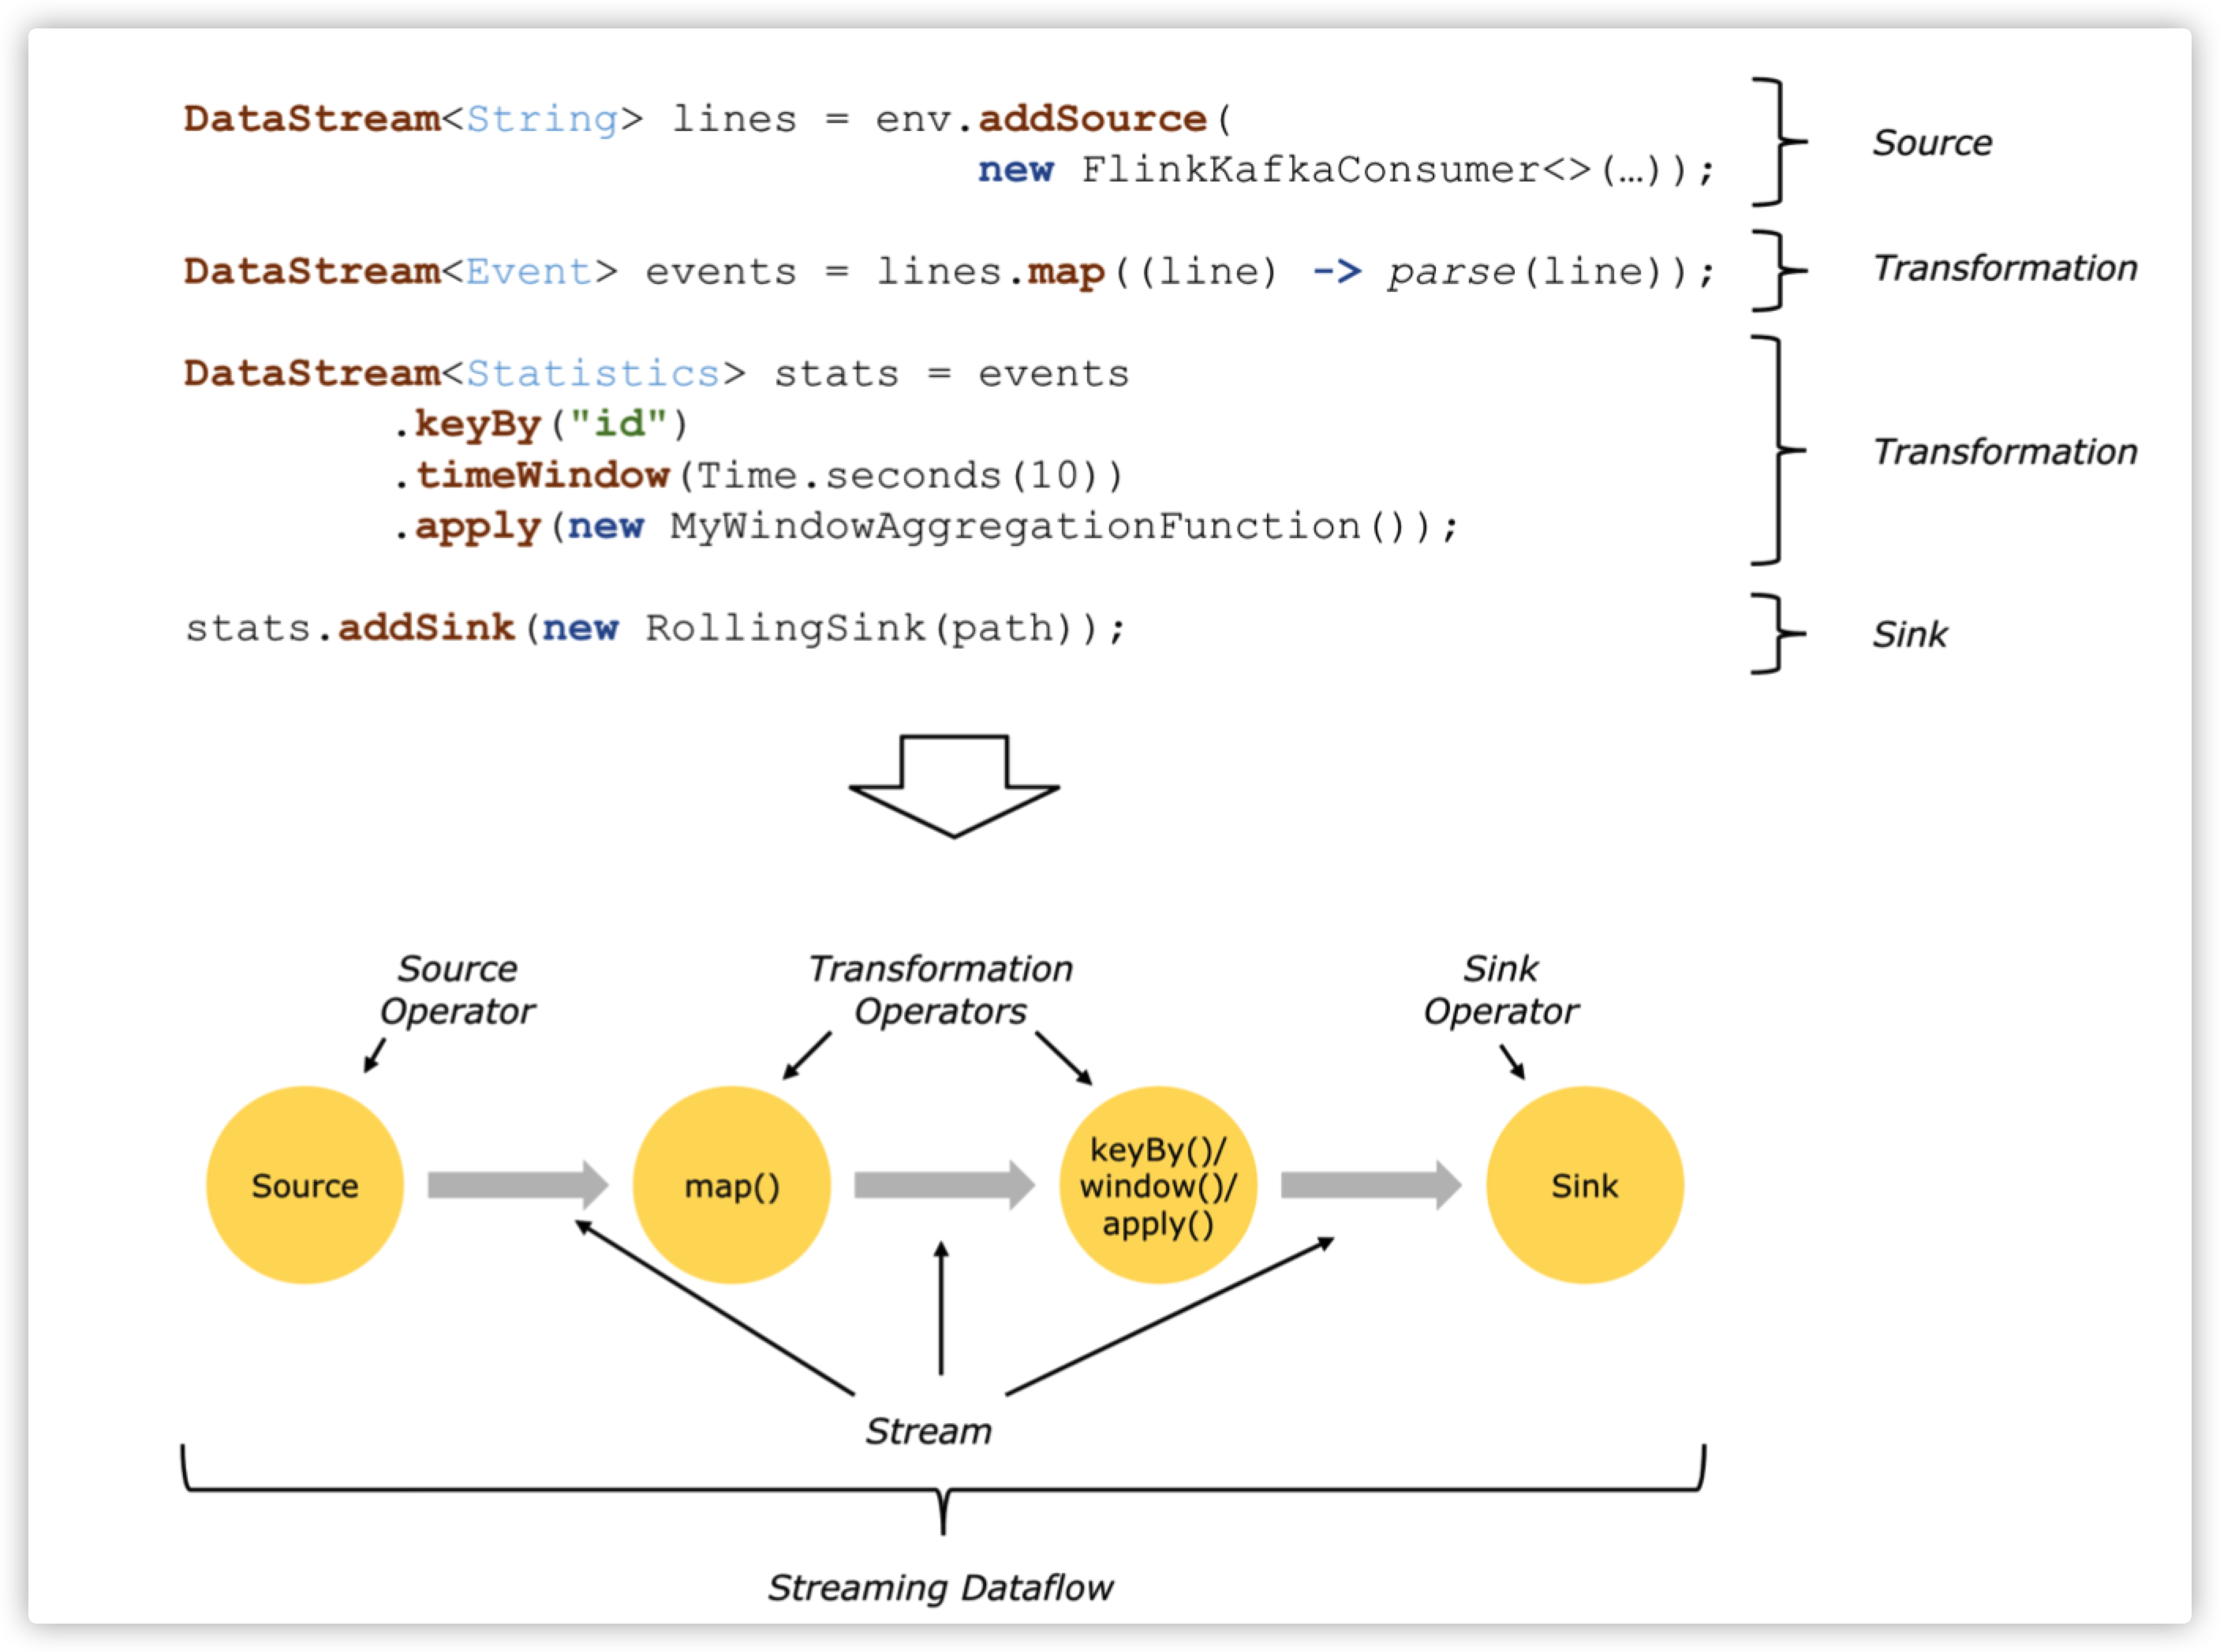 DataStream<String> lines = env.addSource(
new FlinkKafkaConsumer<>(…));
Source
DataStream<Event> events = lines.map((line) -> parse(line));
Transformation
DataStream<Statistics> stats = events
.keyBy("id")
.timeWindow(Time.seconds(10))
.apply(new MyWindowAggregationFunction());
Transformation
stats.addSink(new RollingSink(path));
Sink
Source
Operator
Transformation
Operators
Sink
Operator
Source
map()
keyBy()/
window()/
apply()
Sink
Stream
Streaming Dataflow